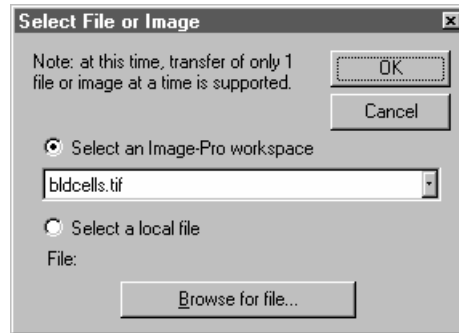 Select File or Image
Note: at this time, transfer of only 1
file or image at a time is supported.
OK
Cancel
Select an Image-Pro workspace
bldcells.tif
Select a local file
File:
Browse for file...